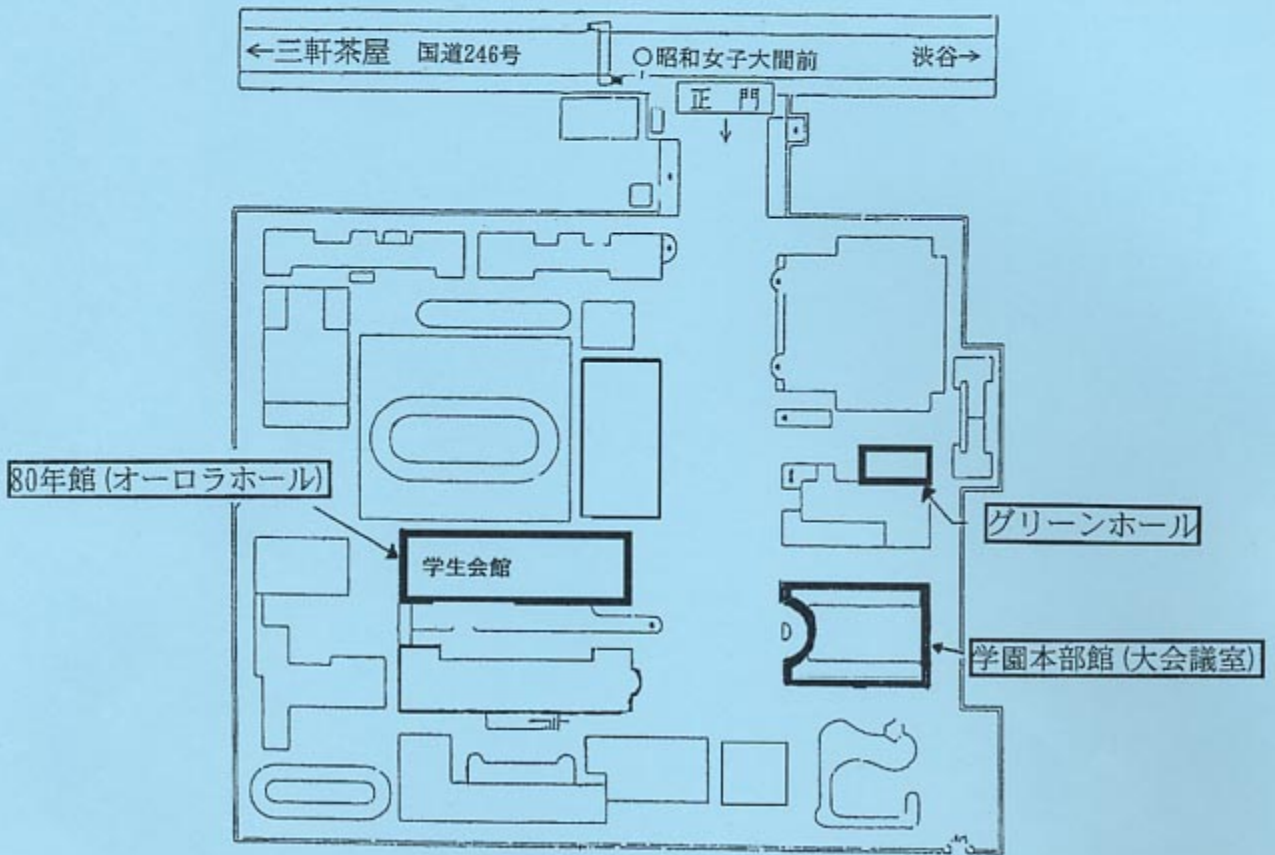 ←三軒茶屋 国道246号 ○昭和女子大間前 渋谷→
正門
↓
80年館(オーロラホール)
学生会館
グリーンホール
学園本部館(大会議室)